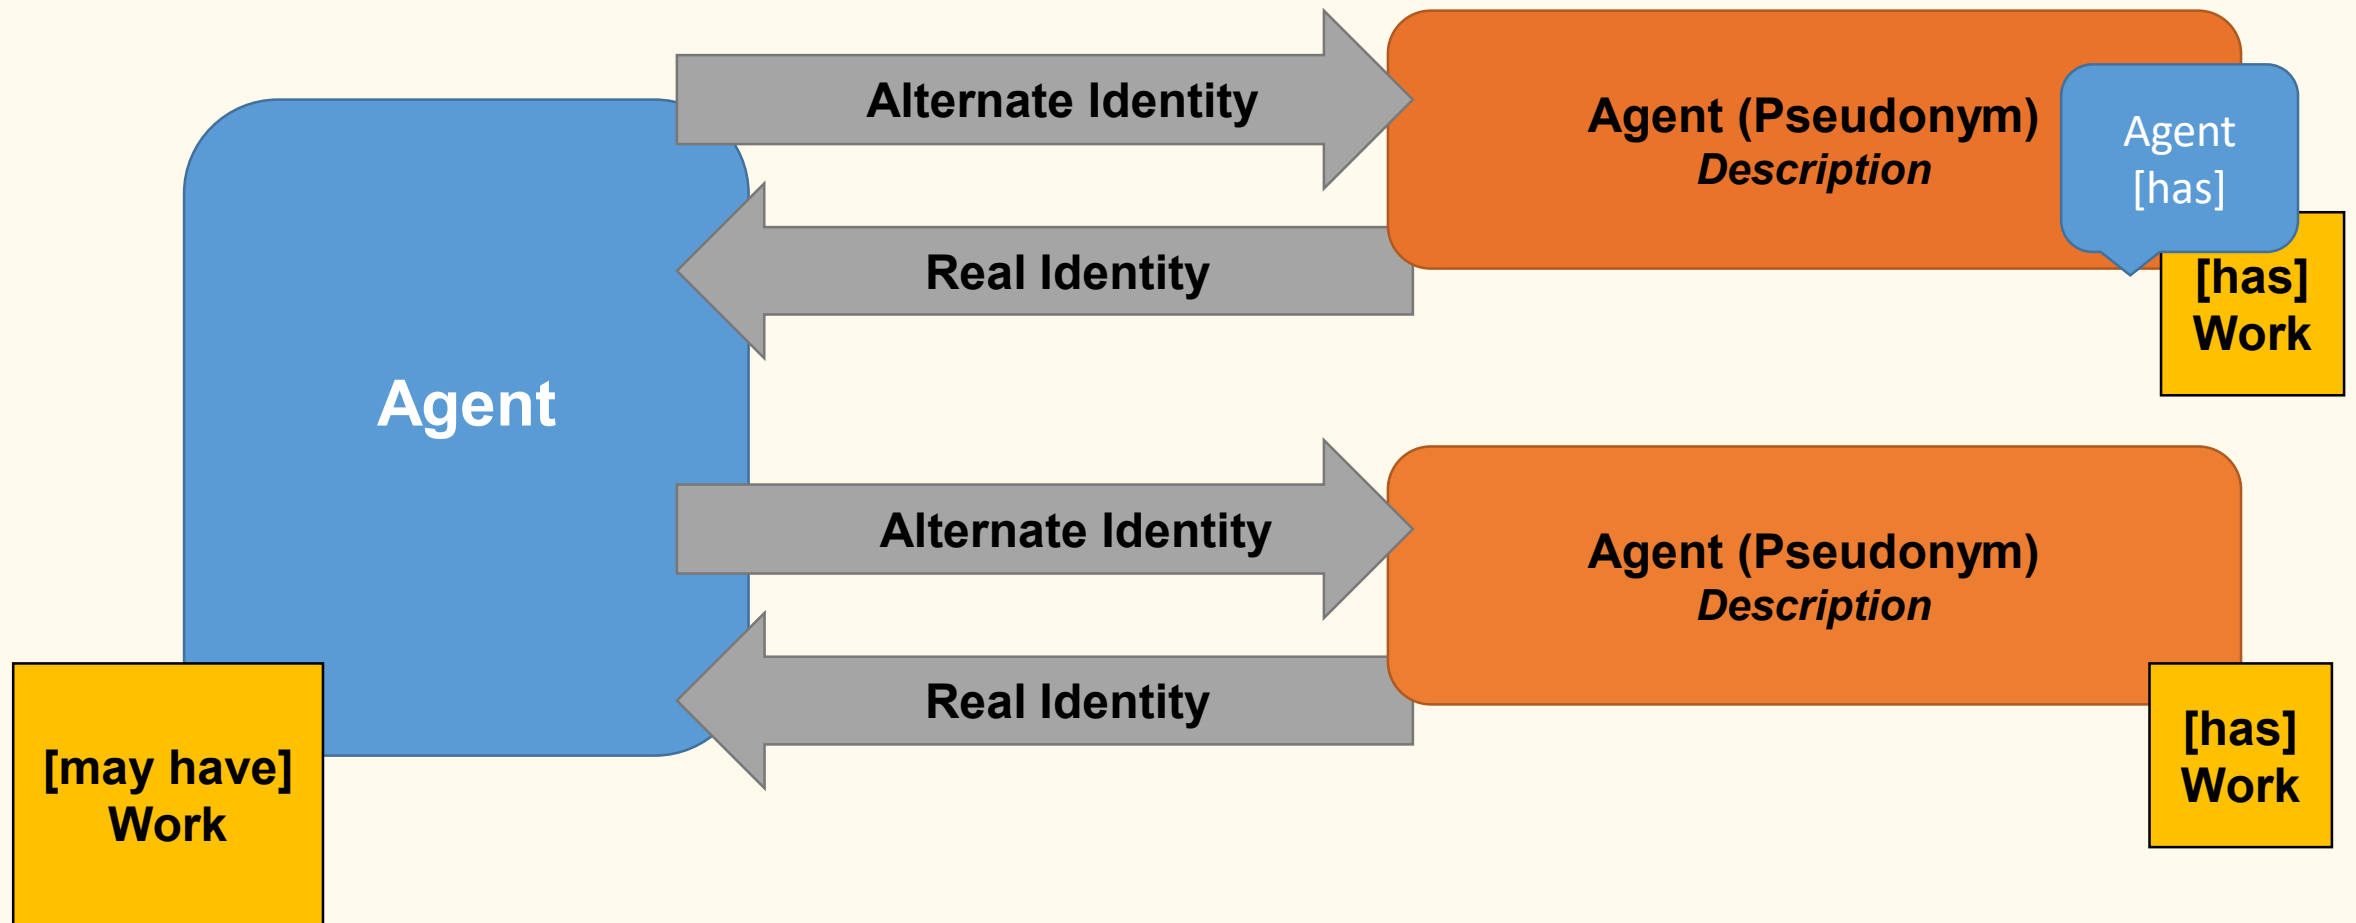 Alternate Identity
Agent (Pseudonym)
Description
Agent
[has]
Real Identity
[has]
Work
Agent
Alternate Identity
Agent (Pseudonym)
Description
Real Identity
[has]
Work
[may have]
Work